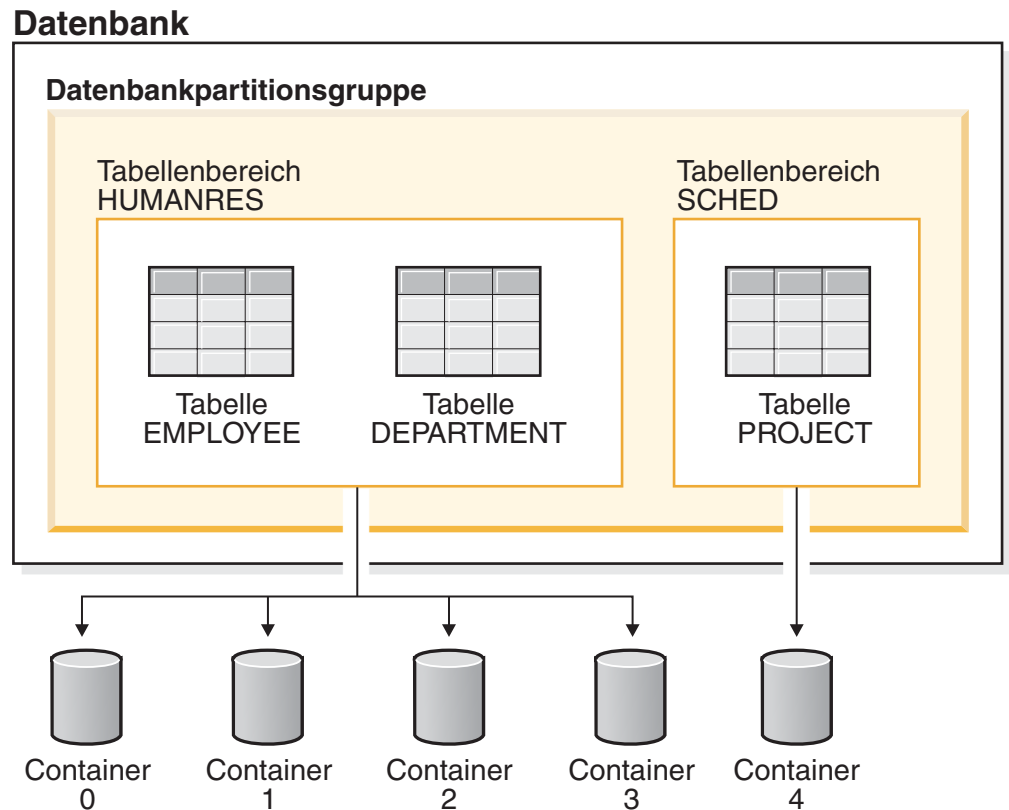 Datenbank
Datenbankpartitionsgruppe
Tabellenbereich
HUMANRES
Tabellenbereich
SCHED
Tabelle
EMPLOYEE
Tabelle
DEPARTMENT
Tabelle
PROJECT
Container
0
Container
1
Container
2
Container
3
Container
4